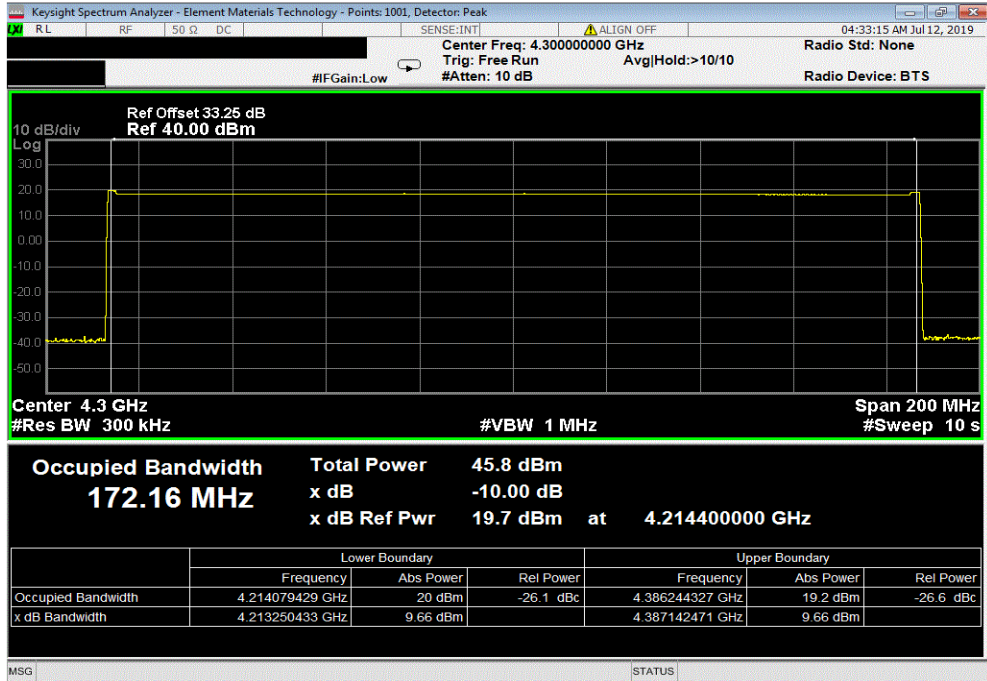 Keysight Spectrum Analyzer - Element Materials Technology - Points: 1001, Detector: Peak
LXI RL RF 50 Ω DC SENSE:INT ALIGN OFF 04:33:15 AM Jul 12, 2019
Center Freq: 4.300000000 GHz Radio Std: None
Trig: Free Run Avg|Hold:>10/10
#IFGain:Low #Atten: 10 dB Radio Device: BTS
Ref Offset 33.25 dB
10 dB/div Ref 40.00 dBm
Log
30.0
20.0
10.0
0.00
-10.0
-20.0
-30.0
-40.0
-50.0
Center 4.3 GHz Span 200 MHz
#Res BW 300 kHz #VBW 1 MHz #Sweep 10 s
Occupied Bandwidth Total Power 45.8 dBm
172.16 MHz x dB -10.00 dB
x dB Ref Pwr 19.7 dBm at 4.214400000 GHz
Lower Boundary Upper Boundary
Frequency Abs Power Rel Power Frequency Abs Power Rel Power
Occupied Bandwidth 4.214079429 GHz 20 dBm -26.1 dBc 4.386244327 GHz 19.2 dBm -26.6 dBc
x dB Bandwidth 4.213250433 GHz 9.66 dBm 4.387142471 GHz 9.66 dBm
MSG STATUS